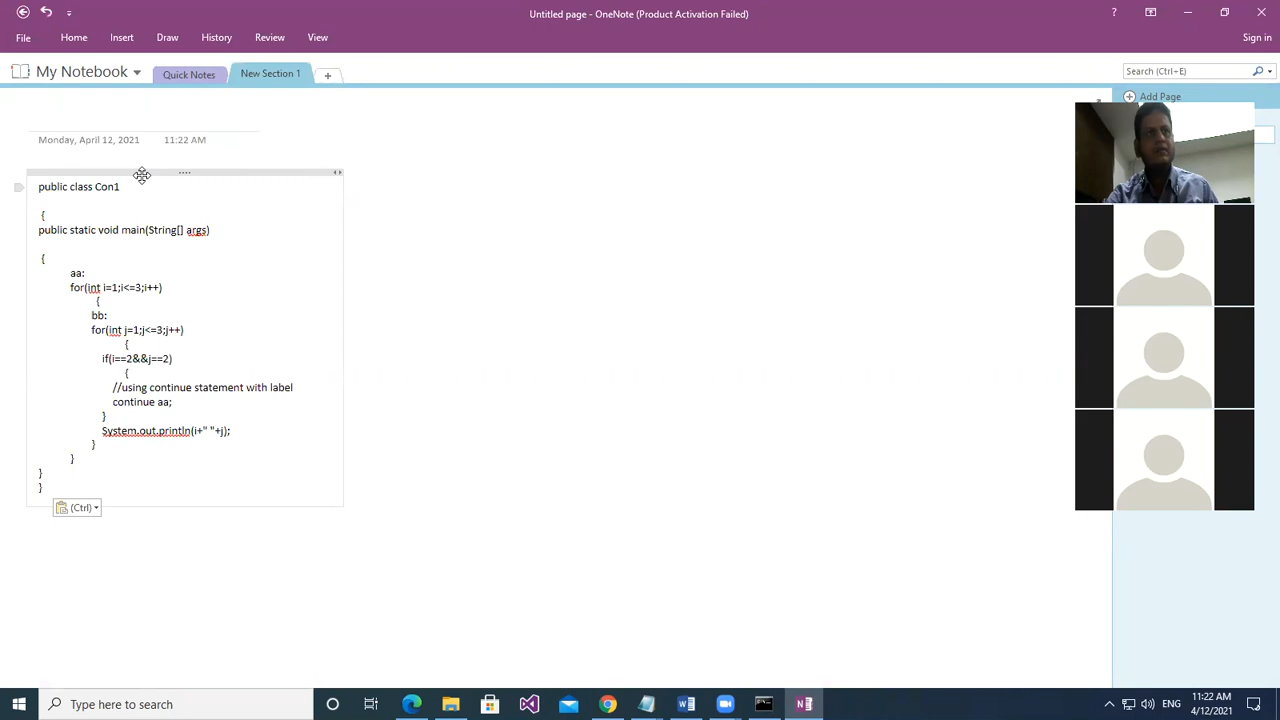 Untitled page - OneNote (Product Activation Failed)
?
File Home Insert Draw History Review View
Sign in
My Notebook
Quick Notes
New Section 1
+
Search (Ctrl+E)
Add Page
Monday, April 12, 2021 11:22 AM
public class Con1
{
public static void main(String[] args)
{
aa:
for(int i=1;i<=3;i++)
{
bb:
for(int j=1;j<=3;j++)
{
if(i==2&&j==2)
{
//using continue statement with label
continue aa;
}
System.out.println(i+" "+j);
}
}
}
}
(Ctrl)
Type here to search
ENG
11:22 AM
4/12/2021